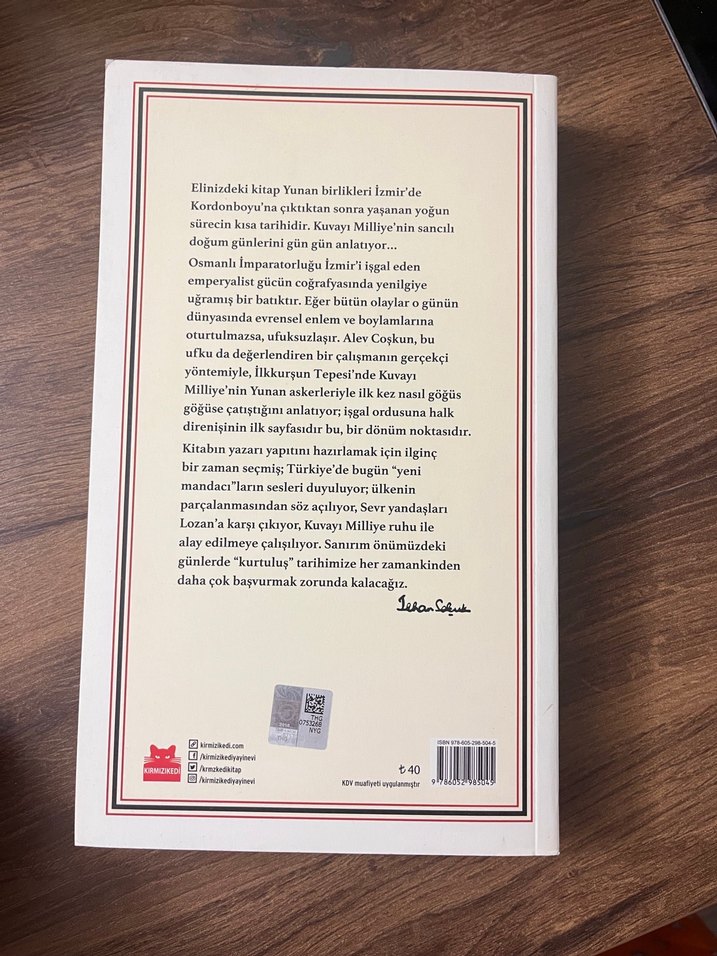 Elinizdeki kitap Yunan birlikleri İzmir’de
Kordonboyu’na çıktıktan sonra yaşanan yoğun
sürecin kısa tarihidir. Kuvayı Milliye’nin sancılı
doğum günlerini gün gün anlatıyor...
Osmanlı İmparatorluğu İzmir’i işgal eden
emperyalist gücün coğrafyasında yenilgiye
uğramış bir batıktır. Eğer bütün olaylar o günün
dünyasında evrensel enlem ve boylamlarına
oturtulmazsa, ufuksuzlaşır. Alev Coşkun, bu
ufku da değerlendiren bir çalışmanın gerçekçi
yöntemiyle, İlkkurşun Tepesi’nde Kuvayı
Milliye’nin Yunan askerleriyle ilk kez nasıl göğüs
göğüse çatıştığını anlatıyor; işgal ordusuna halk
direnişinin ilk sayfasıdır bu, bir dönüm noktasıdır.
Kitabın yazarı yapıtını hazırlamak için ilginç
bir zaman seçmiş; Türkiye’de bugün “yeni
mandacı”ların sesleri duyuluyor; ülkenin
parçalanmasından söz açılıyor, Sevr yandaşları
Lozan’a karşı çıkıyor, Kuvayı Milliye ruhu ile
alay edilmeye çalışılıyor. Sanırım önümüzdeki
günlerde “kurtuluş” tarihimize her zamankinden
daha çok başvurmak zorunda kalacağız.
İlhan Selçuk
THG
075326B
NYG
KIRMIZIKEDİ
kirmizikedi.com
/kirmizikediyayinevi
/krmzkedikitap
/kirmizikediyayinevi
₺ 40
KDV muafiyeti uygulanmıştır
ISBN 978-605-298-504-5
9 786052 985045